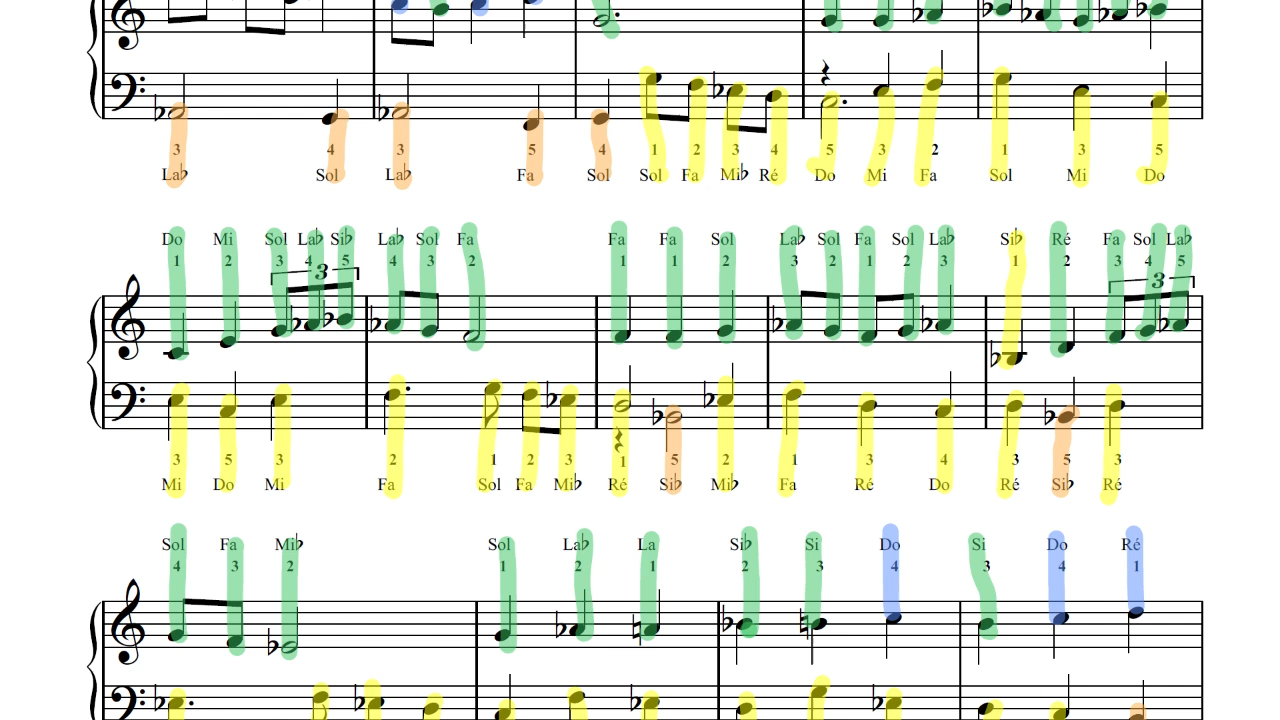 3 4 3 5 4 1 2 3 4 5 3 2 1 3 5
La♭ Sol La♭ Fa Sol Sol Fa Mi♭ Ré Do Mi Fa Sol Mi Do
Do Mi Sol La♭ Si♭ La♭ Sol Fa Fa Fa Sol La♭ Sol Fa Sol La♭ Si♭ Ré Fa Sol La♭
1 2 3 4 5 4 3 2 1 1 2 3 2 1 2 3 1 2 3 4 5
3 3
3 5 3 2 1 2 3 1 5 2 1 3 4 3 5 3
Mi Do Mi Fa Sol Fa Mi♭ Ré Si♭ Mi♭ Fa Ré Do Ré Si♭ Ré
Sol Fa Mi♭ Sol La♭ La Si♭ Si Do Si Do Ré
4 3 2 1 2 1 2 3 4 3 4 1